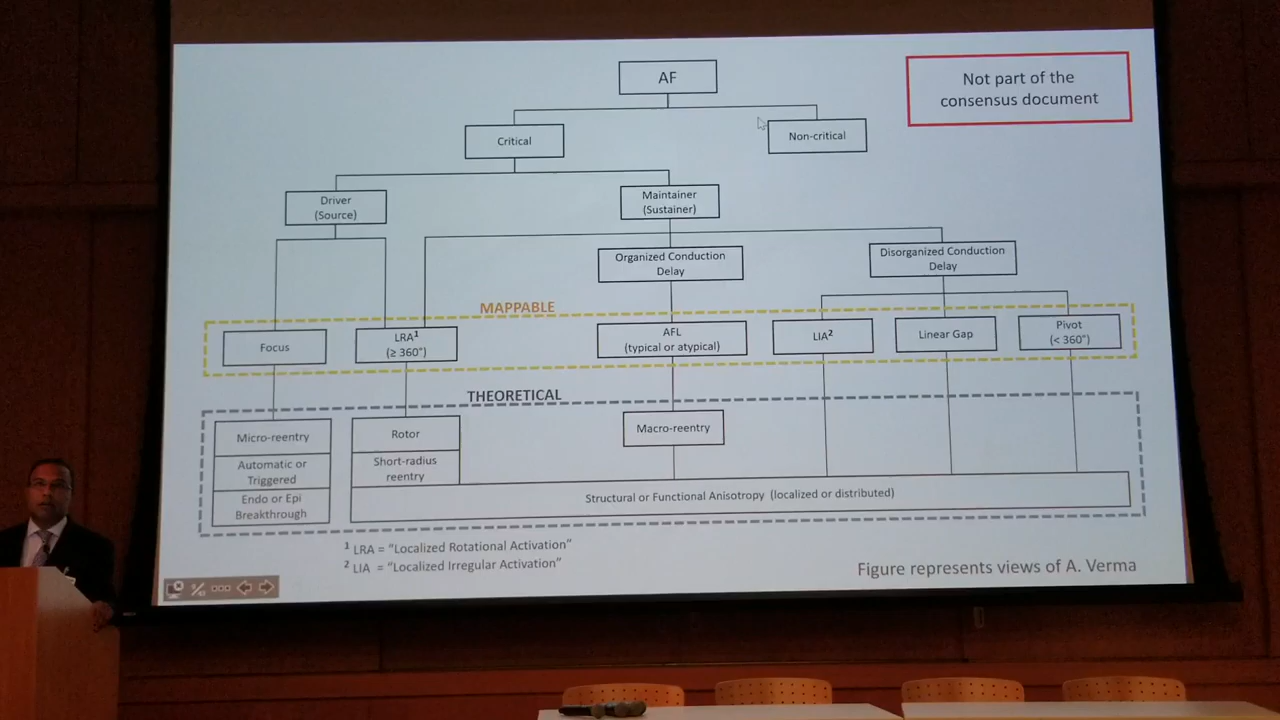 AF
Not part of the
consensus document
Critical
Non-critical
Driver
(Source)
Maintainer
(Sustainer)
Organized Conduction
Delay
Disorganized Conduction
Delay
MAPPABLE
Focus
LRA¹
(≥ 360°)
AFL
(typical or atypical)
LIA²
Linear Gap
Pivot
(< 360°)
THEORETICAL
Micro-reentry
Automatic or
Triggered
Endo or Epi
Breakthrough
Rotor
Short-radius
reentry
Macro-reentry
Structural or Functional Anisotropy (localized or distributed)
¹ LRA = "Localized Rotational Activation"
² LIA = "Localized Irregular Activation"
Figure represents views of A. Verma